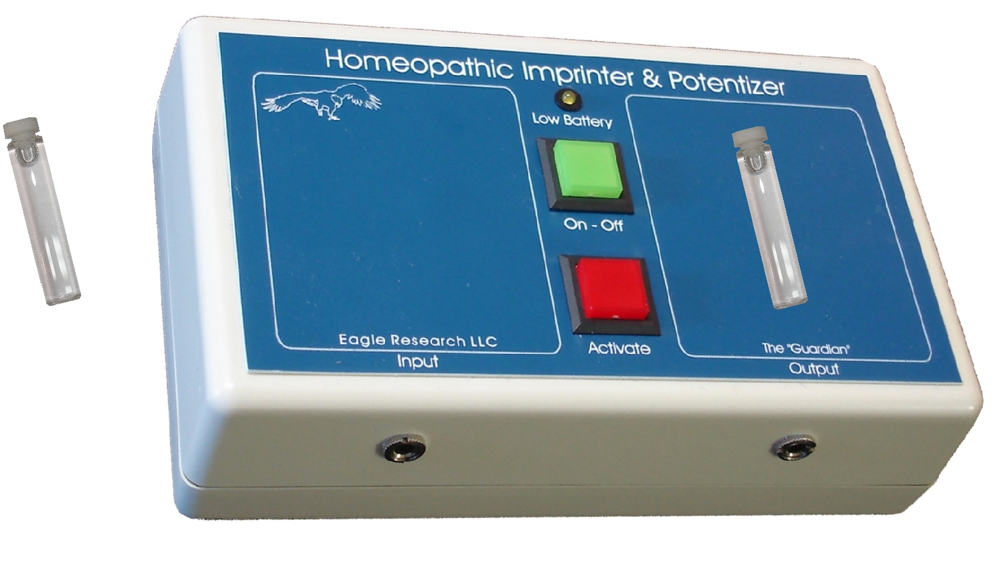 Homeopathic Imprinter & Potentizer
Low Battery
On - Off
Activate
Eagle Research LLC
Input
The "Guardian"
Output